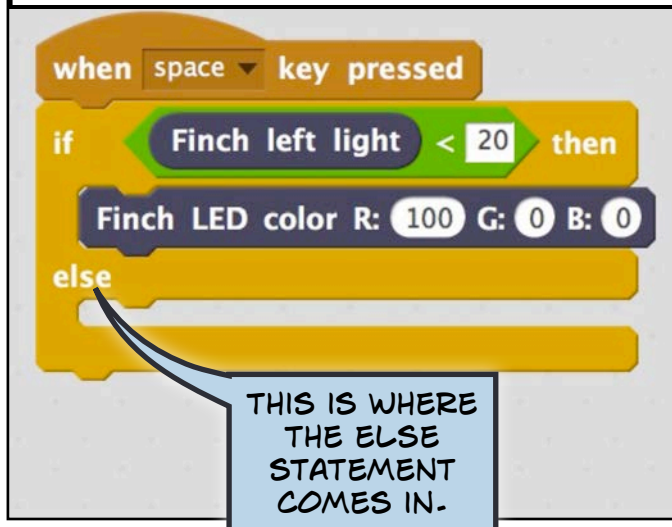 when space key pressed
if Finch left light < 20 then
Finch LED color R: 100 G: 0 B: 0
else
THIS IS WHERE
THE ELSE
STATEMENT
COMES IN.